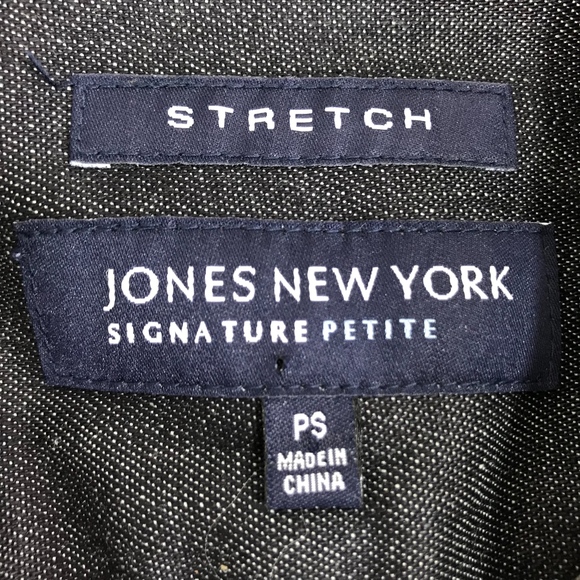 STRETCH
JONES NEW YORK
SIGNATURE PETITE
PS
MADE IN
CHINA